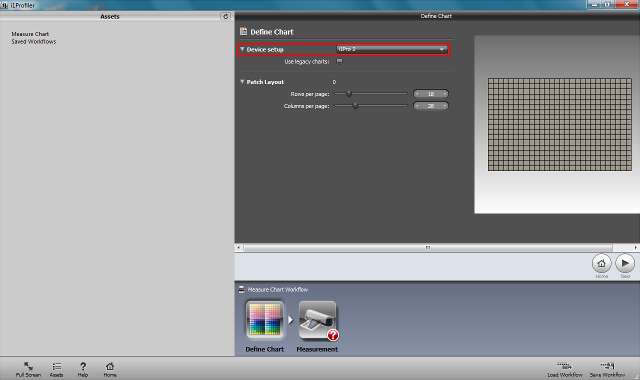 i1Profiler
Assets
Define Chart
Measure Chart
Saved Workflows
Define Chart
Device setup
i1Pro 2
Use legacy charts:
Patch Layout
0
Rows per page:
18
Columns per page:
28
Home
Next
Measure Chart Workflow
Define Chart
Measurement
Full Screen
Assets
Help
Home
Load Workflow
Save Workflow